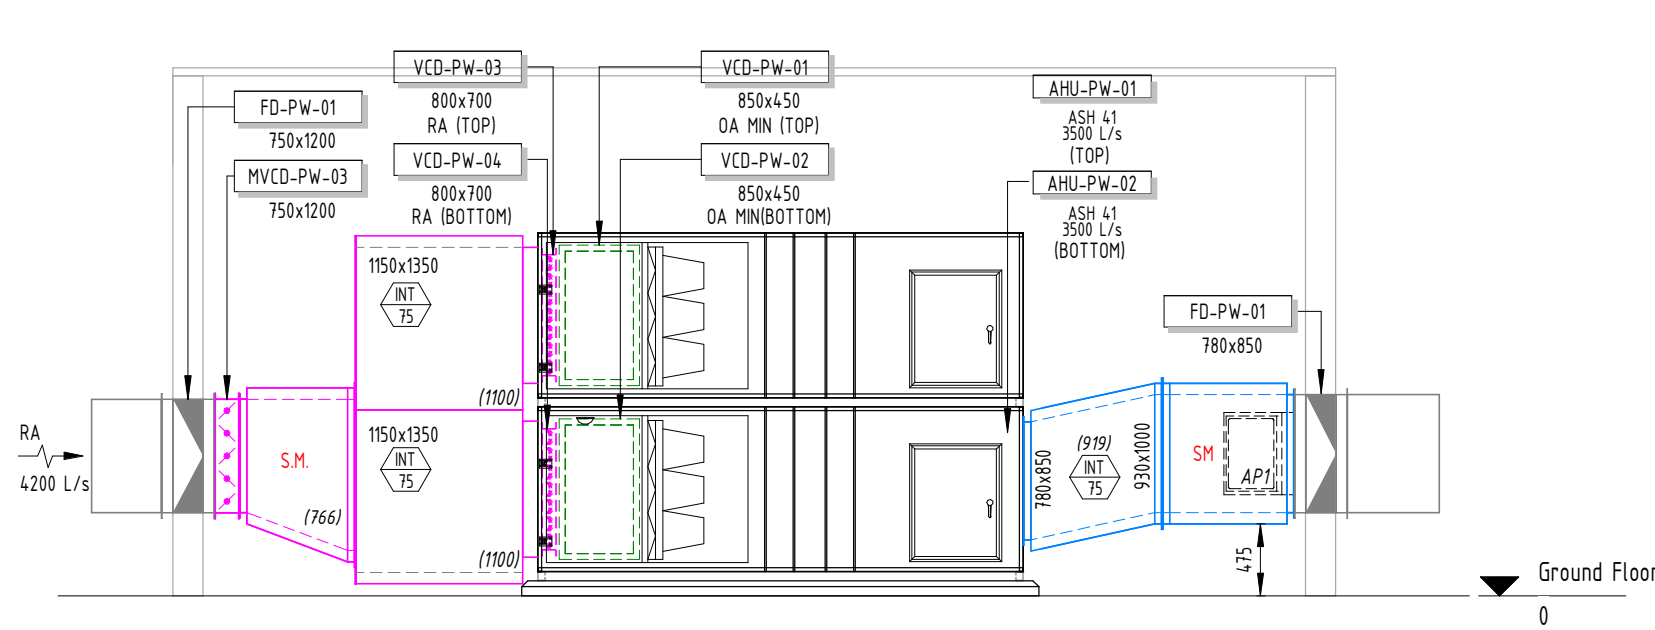 VCD-PW-03
800x700
RA (TOP)
VCD-PW-01
850x450
OA MIN (TOP)
AHU-PW-01
ASH 41
3500 L/s
(TOP)
FD-PW-01
750x1200
MVCD-PW-03
750x1200
VCD-PW-04
800x700
RA (BOTTOM)
VCD-PW-02
850x450
OA MIN(BOTTOM)
AHU-PW-02
ASH 41
3500 L/s
(BOTTOM)
1150x1350
INT
75
(1100)
FD-PW-01
780x850
RA
4200 L/s
S.M.
(766)
1150x1350
INT
75
(1100)
780x850
(919)
INT
75
930x1000
SM
AP1
475
Ground Floor
0